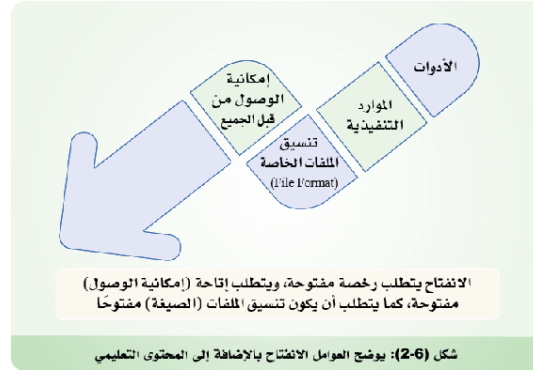 الأدوات
الموارد
التنفيذية
تنسيق
الملفات الخاصة
(File Format)
إمكانية
الوصول من
قبل الجميع
الانفتاح يتطلب رخصة مفتوحة، ويتطلب إتاحة (إمكانية الوصول)
مفتوحة، كما يتطلب أن يكون تنسيق الملفات (الصيغة) مفتوحًا
شكل (6-2): يوضح العوامل الانفتاح بالإضافة إلى المحتوى التعليمي